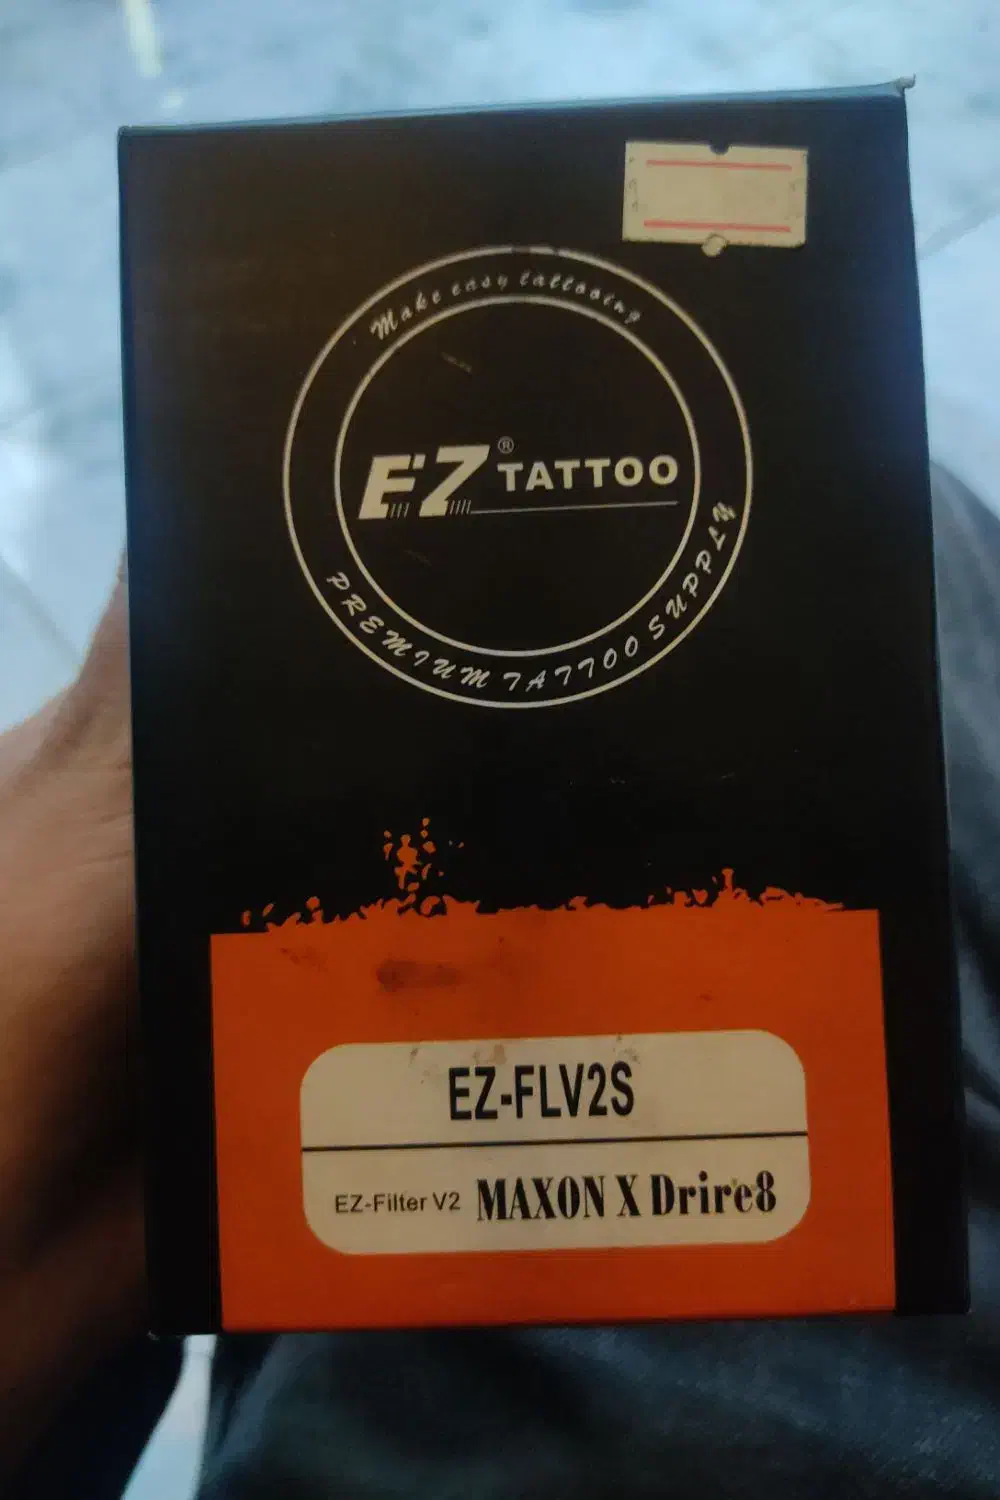 Make easy tattooing
EZ® TATTOO
PREMIUM TATTOO SUPPLY
EZ-FLV2S
EZ-Filter V2 MAXON X Drire8